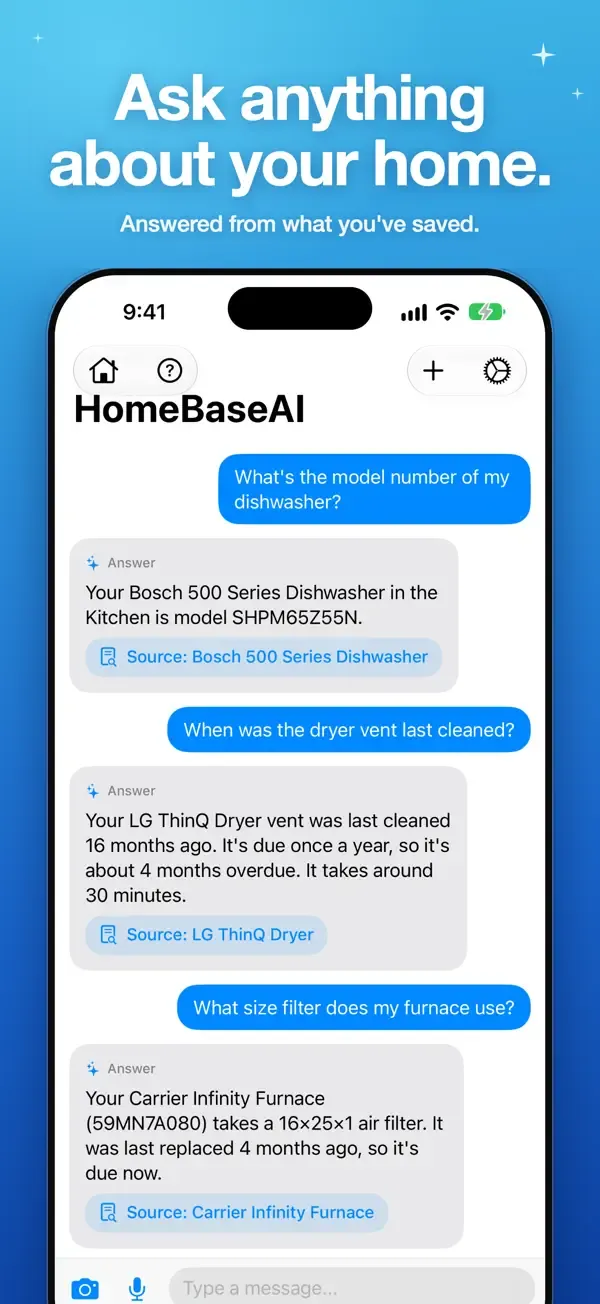 Ask anything
about your home.
Answered from what you've saved.
9:41
HomeBaseAI
What's the model number of my
dishwasher?
Answer
Your Bosch 500 Series Dishwasher in the
Kitchen is model SHPM65Z55N.
Source: Bosch 500 Series Dishwasher
When was the dryer vent last cleaned?
Answer
Your LG ThinQ Dryer vent was last cleaned
16 months ago. It's due once a year, so it's
about 4 months overdue. It takes around
30 minutes.
Source: LG ThinQ Dryer
What size filter does my furnace use?
Answer
Your Carrier Infinity Furnace
(59MN7A080) takes a 16×25×1 air filter. It
was last replaced 4 months ago, so it's
due now.
Source: Carrier Infinity Furnace
Type a message...